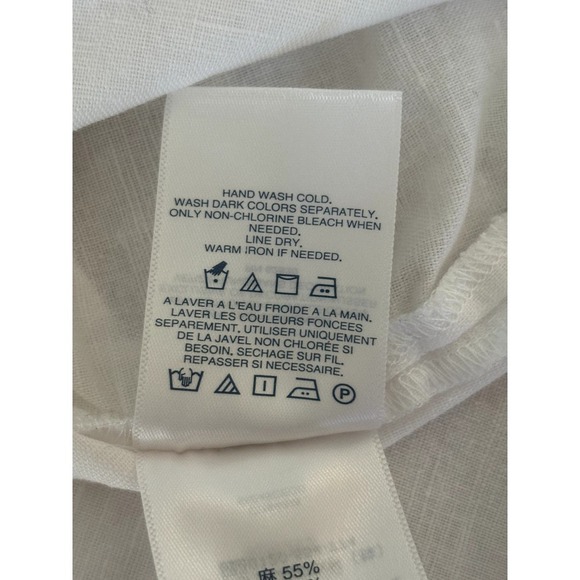 HAND WASH COLD.
WASH DARK COLORS SEPARATELY.
ONLY NON-CHLORINE BLEACH WHEN
NEEDED.
LINE DRY.
WARM IRON IF NEEDED.
A LAVER A L'EAU FROIDE A LA MAIN.
LAVER LES COULEURS FONCEES
SEPAREMENT. UTILISER UNIQUEMENT
DE LA JAVEL NON CHLORÉE SI
BESOIN. SECHAGE SUR FIL.
REPASSER SI NECESSAIRE.
P
麻 55%